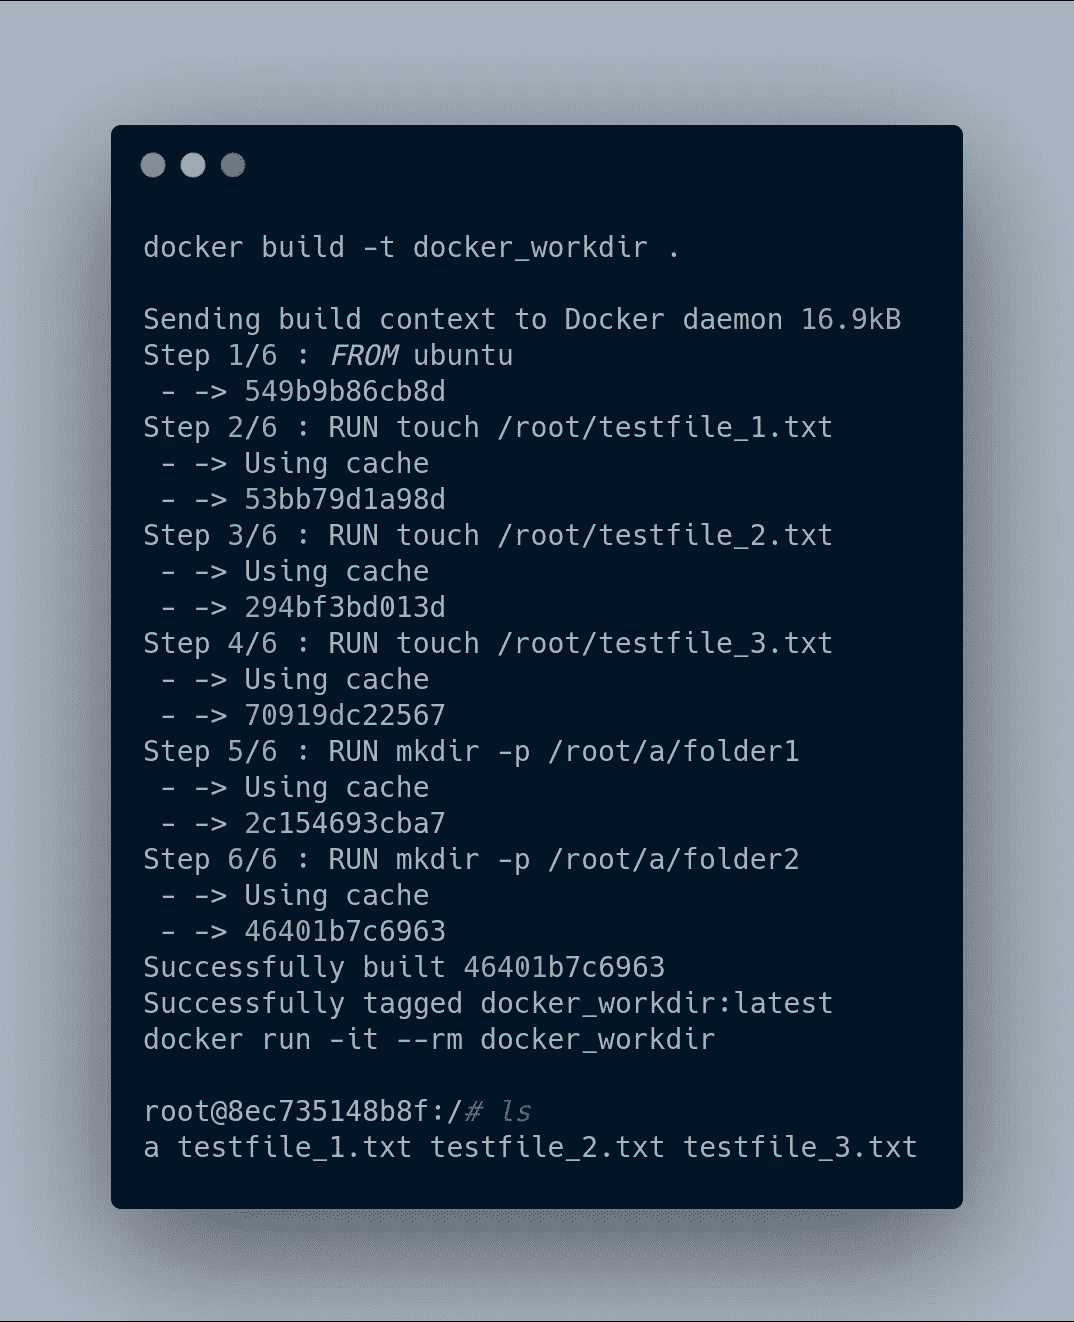 docker build -t docker_workdir .
Sending build context to Docker daemon 16.9kB
Step 1/6 : FROM ubuntu
- -> 549b9b86cb8d
Step 2/6 : RUN touch /root/testfile_1.txt
- -> Using cache
- -> 53bb79d1a98d
Step 3/6 : RUN touch /root/testfile_2.txt
- -> Using cache
- -> 294bf3bd013d
Step 4/6 : RUN touch /root/testfile_3.txt
- -> Using cache
- -> 70919dc22567
Step 5/6 : RUN mkdir -p /root/a/folder1
- -> Using cache
- -> 2c154693cba7
Step 6/6 : RUN mkdir -p /root/a/folder2
- -> Using cache
- -> 46401b7c6963
Successfully built 46401b7c6963
Successfully tagged docker_workdir:latest
docker run -it --rm docker_workdir
root@8ec735148b8f:/# ls
a testfile_1.txt testfile_2.txt testfile_3.txt